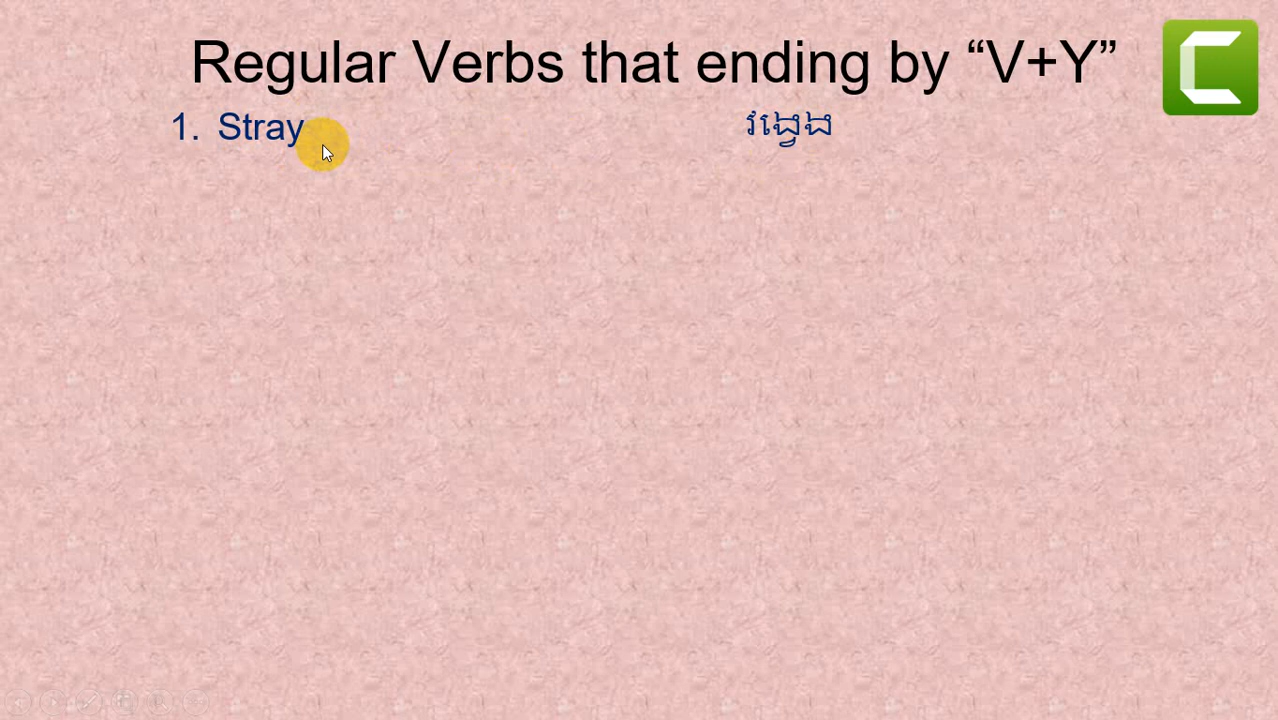 Regular Verbs that ending by “V+Y”
1. Stray វង្វេង